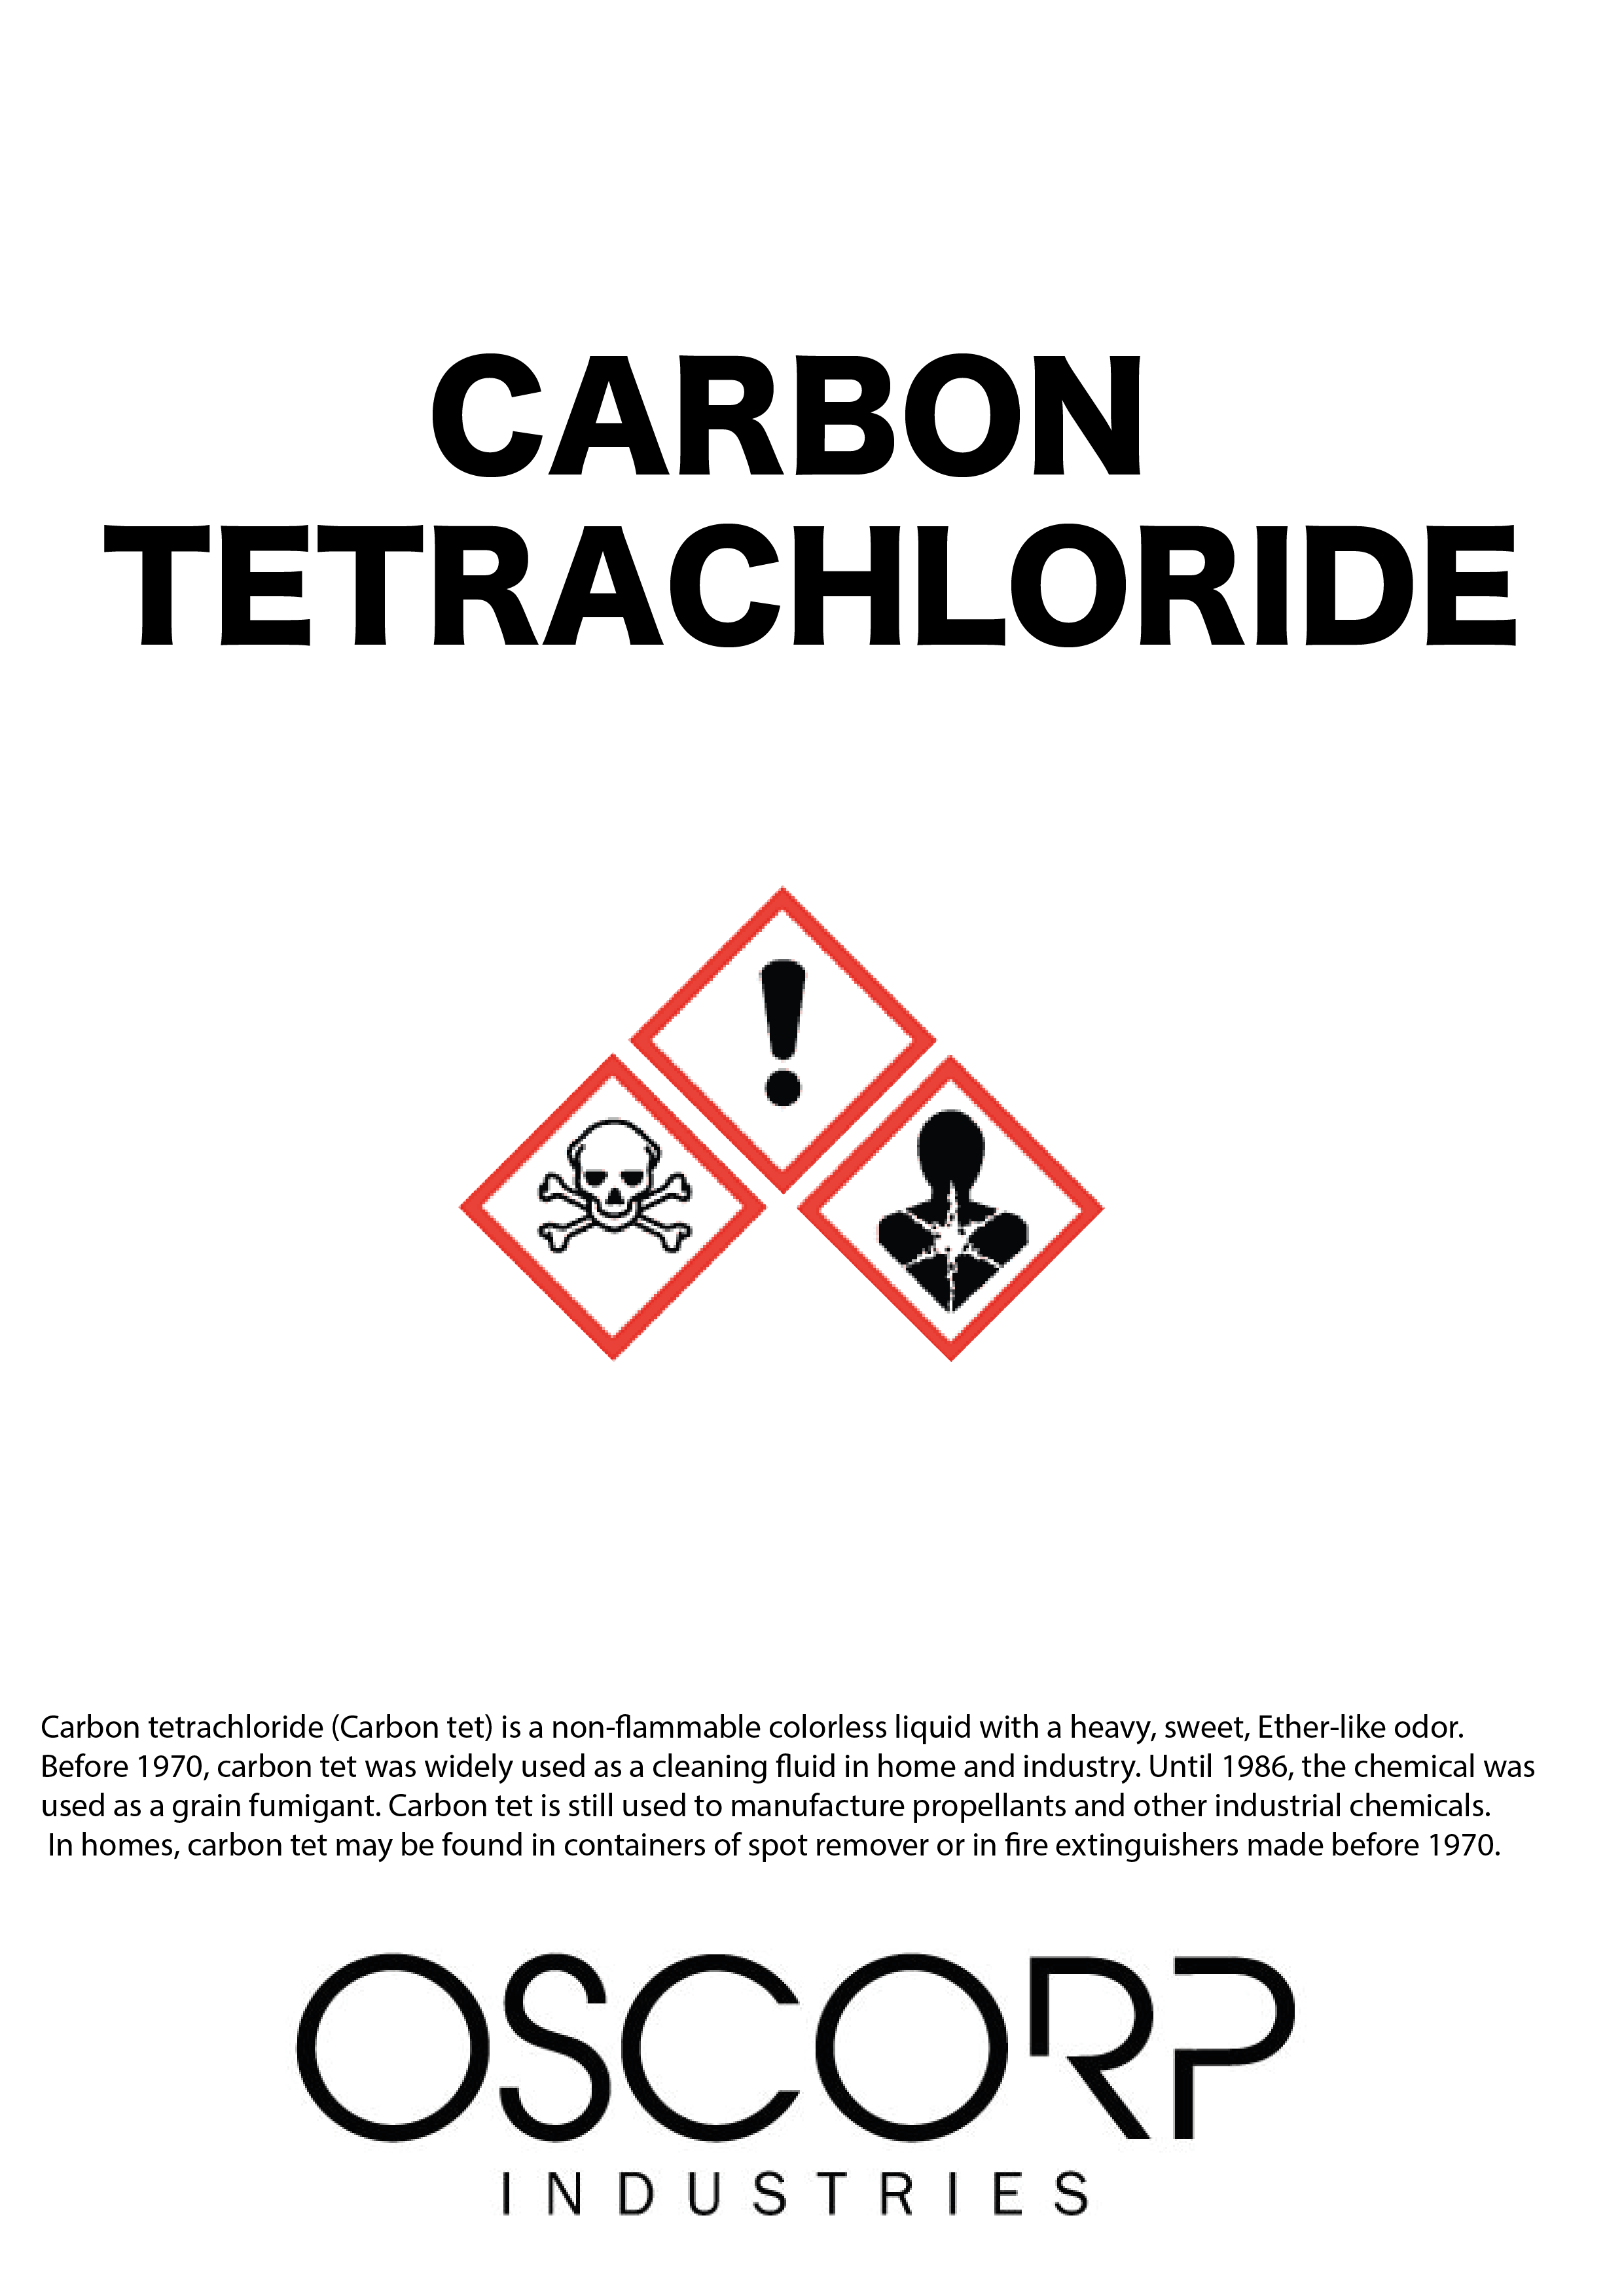 CARBON
TETRACHLORIDE
!
Carbon tetrachloride (Carbon tet) is a non-flammable colorless liquid with a heavy, sweet, Ether-like odor.
Before 1970, carbon tet was widely used as a cleaning fluid in home and industry. Until 1986, the chemical was
used as a grain fumigant. Carbon tet is still used to manufacture propellants and other industrial chemicals.
In homes, carbon tet may be found in containers of spot remover or in fire extinguishers made before 1970.
OSCORP
INDUSTRIES